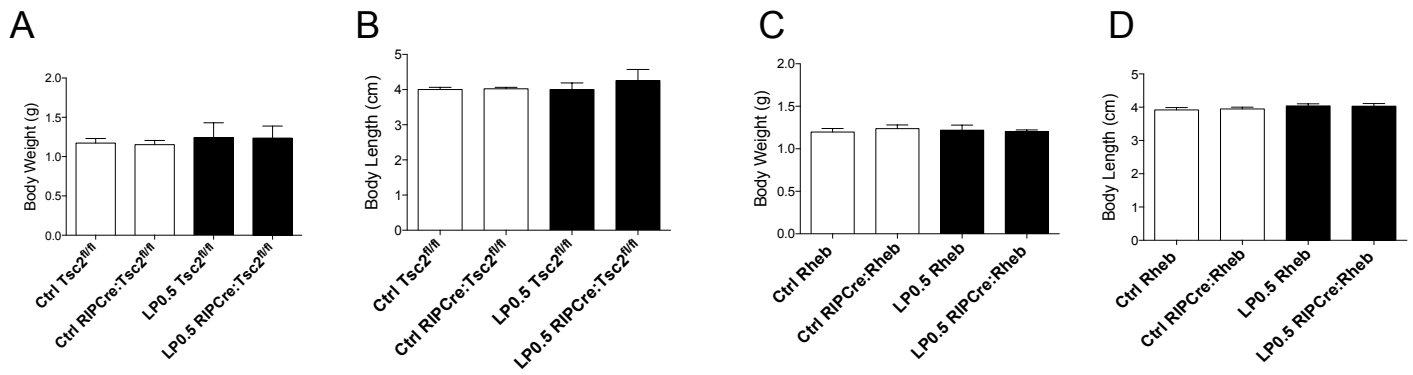 A
Body Weight (g)
2.0
1.5
1.0
0.5
0.0
Ctrl Tsc2fl/fl
Ctrl RIPCre:Tsc2fl/fl
LP0.5 Tsc2fl/fl
LP0.5 RIPCre:Tsc2fl/fl
B
Body Length (cm)
5
4
3
2
1
0
Ctrl Tsc2fl/fl
Ctrl RIPCre:Tsc2fl/fl
LP0.5 Tsc2fl/fl
LP0.5 RIPCre:Tsc2fl/fl
C
Body Weight (g)
2.0
1.5
1.0
0.5
0.0
Ctrl Rheb
Ctrl RIPCre:Rheb
LP0.5 Rheb
LP0.5 RIPCre:Rheb
D
Body Length (cm)
5
4
3
2
1
0
Ctrl Rheb
Ctrl RIPCre:Rheb
LP0.5 Rheb
LP0.5 RIPCre:Rheb